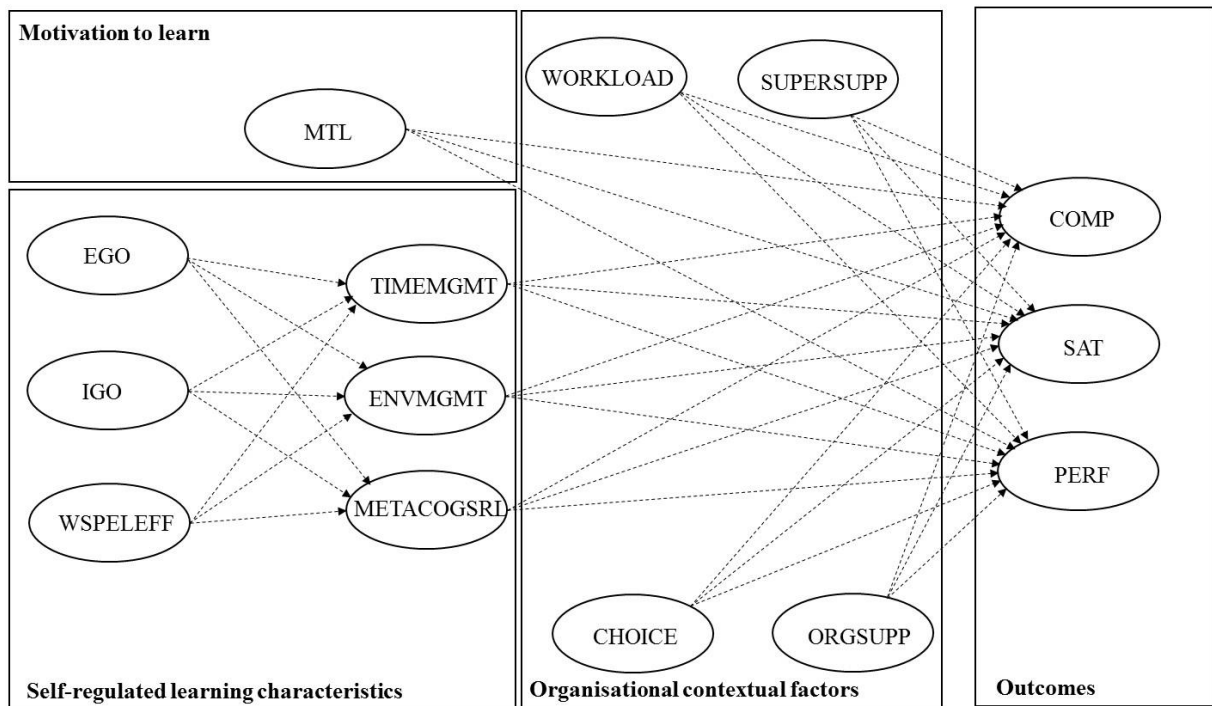 Motivation to learn
MTL
EGO
IGO
WSPELEFF
TIMEMGMT
ENVMGMT
METACOGSRL
Self-regulated learning characteristics
WORKLOAD
SUPERSUPP
CHOICE
ORGSUPP
Organisational contextual factors
COMP
SAT
PERF
Outcomes